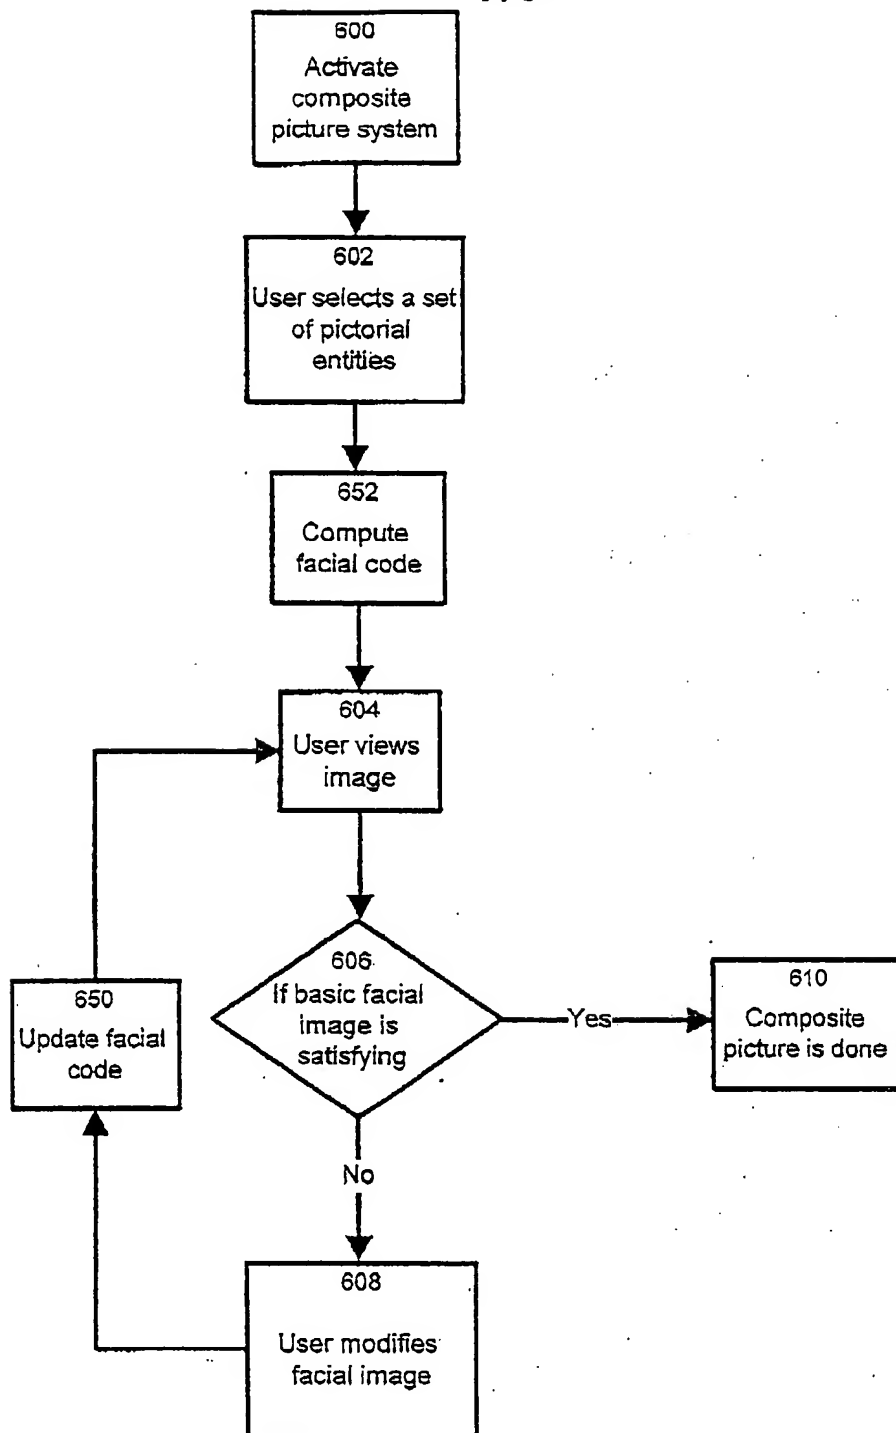 600
Activate
composite
picture system
602
User selects a set
of pictorial
entities
652
Compute
facial code
604
User views
image
606
If basic facial
image is
satisfying
Yes
610
Composite
picture is done
650
Update facial
code
No
608
User modifies
facial image